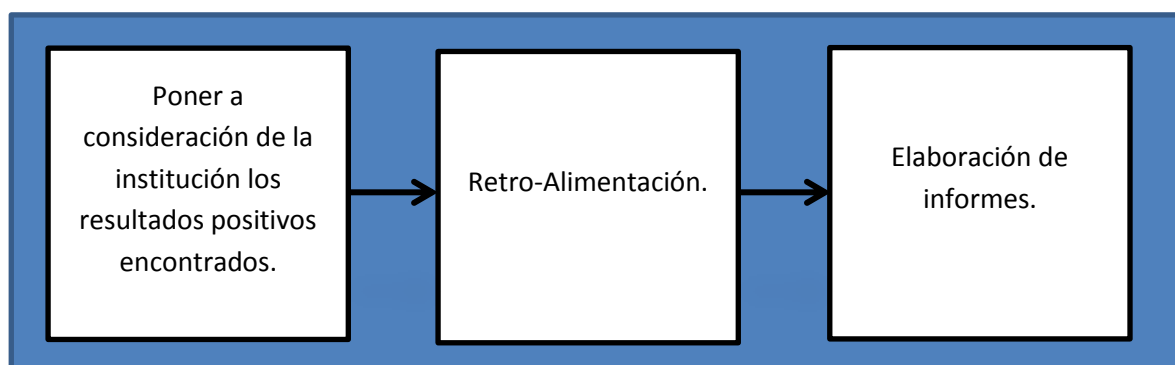 Poner a
consideración de la
institución los
resultados positivos
encontrados.
Retro-Alimentación.
Elaboración de
informes.